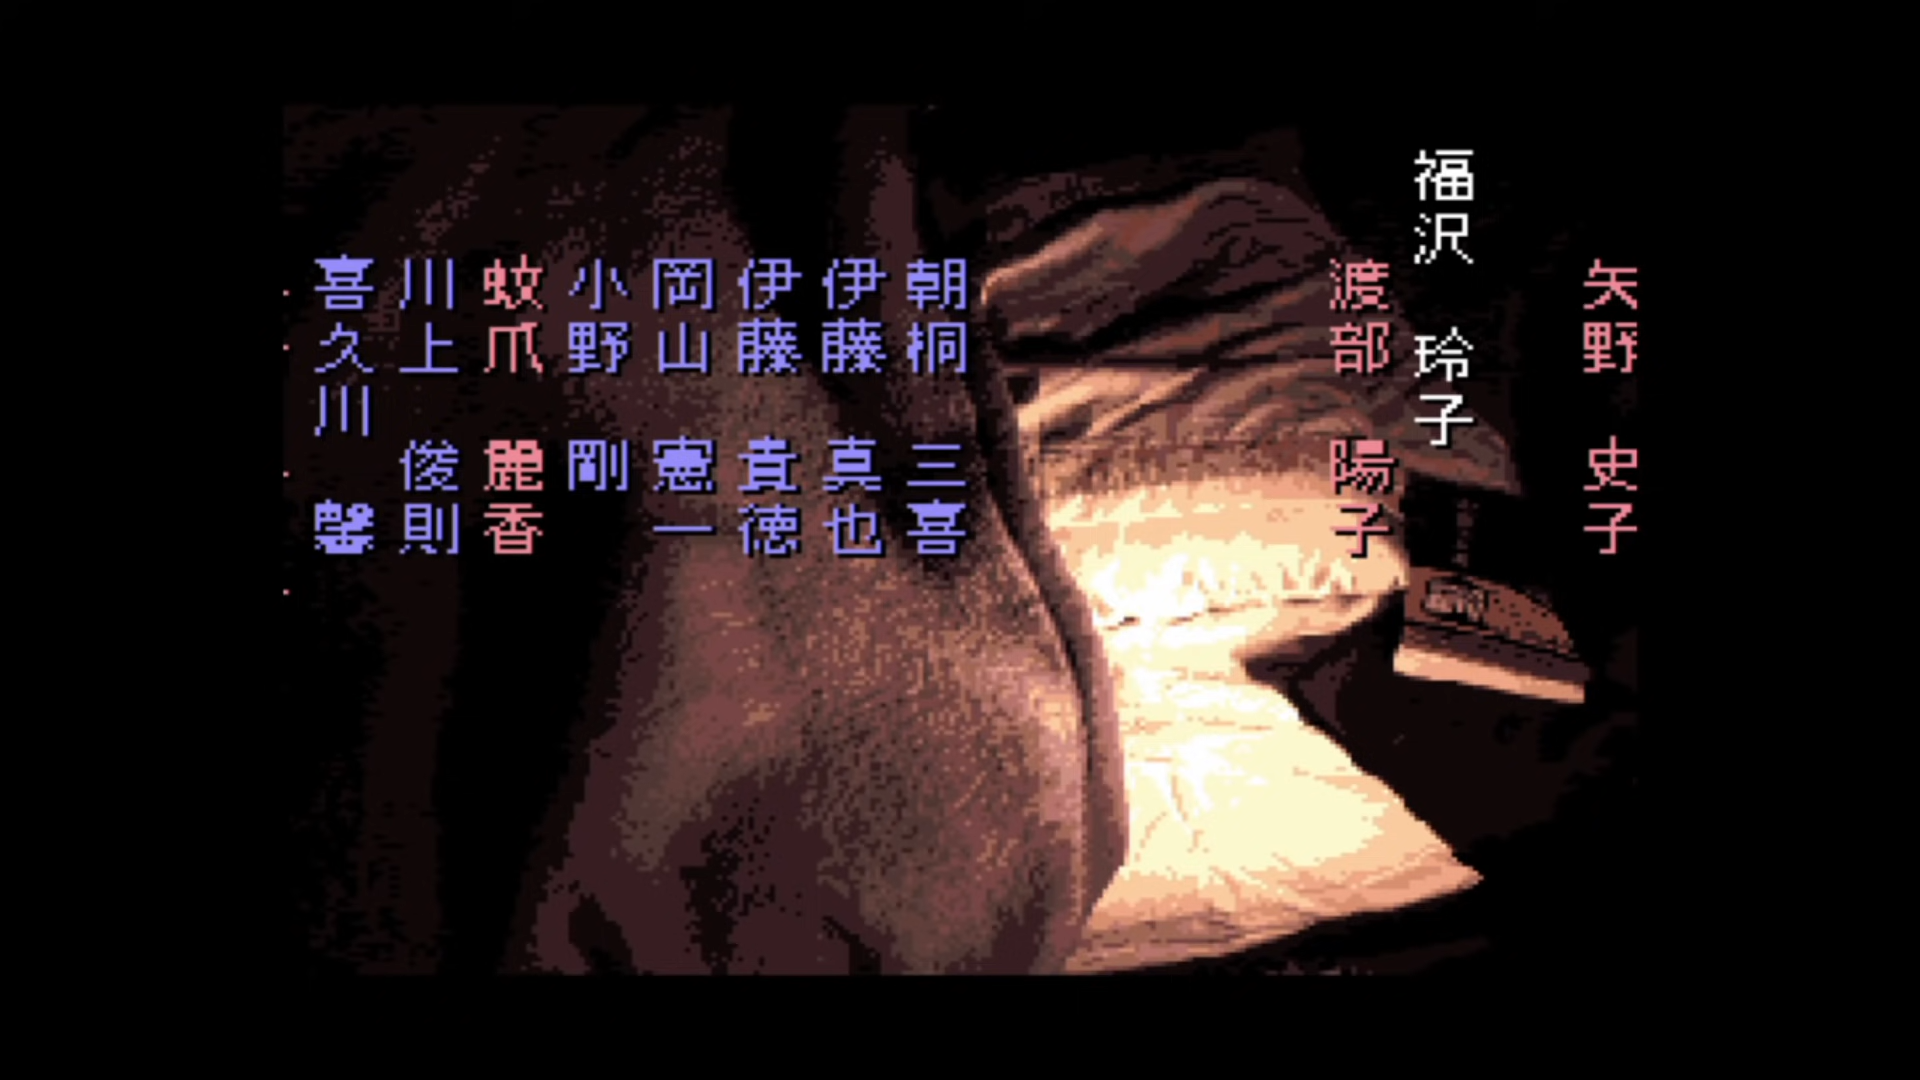 矢野 史子
福沢 玲子
渡部 陽子
朝桐 三喜
伊藤 真也
伊藤 貴徳
岡山 憲一
小野 剛
蚊爪 麗香
川上 俊則
喜久川 馨